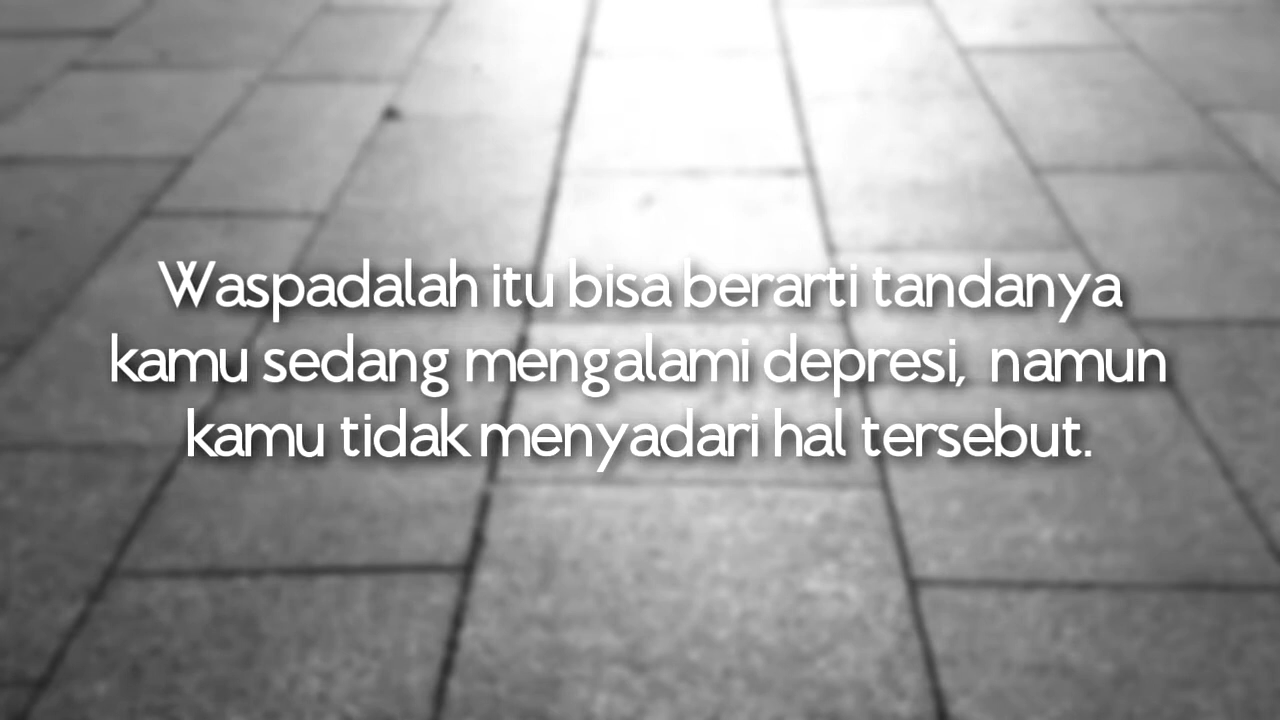 Waspadalah itu bisa berarti tandanya
kamu sedang mengalami depresi, namun
kamu tidak menyadari hal tersebut.